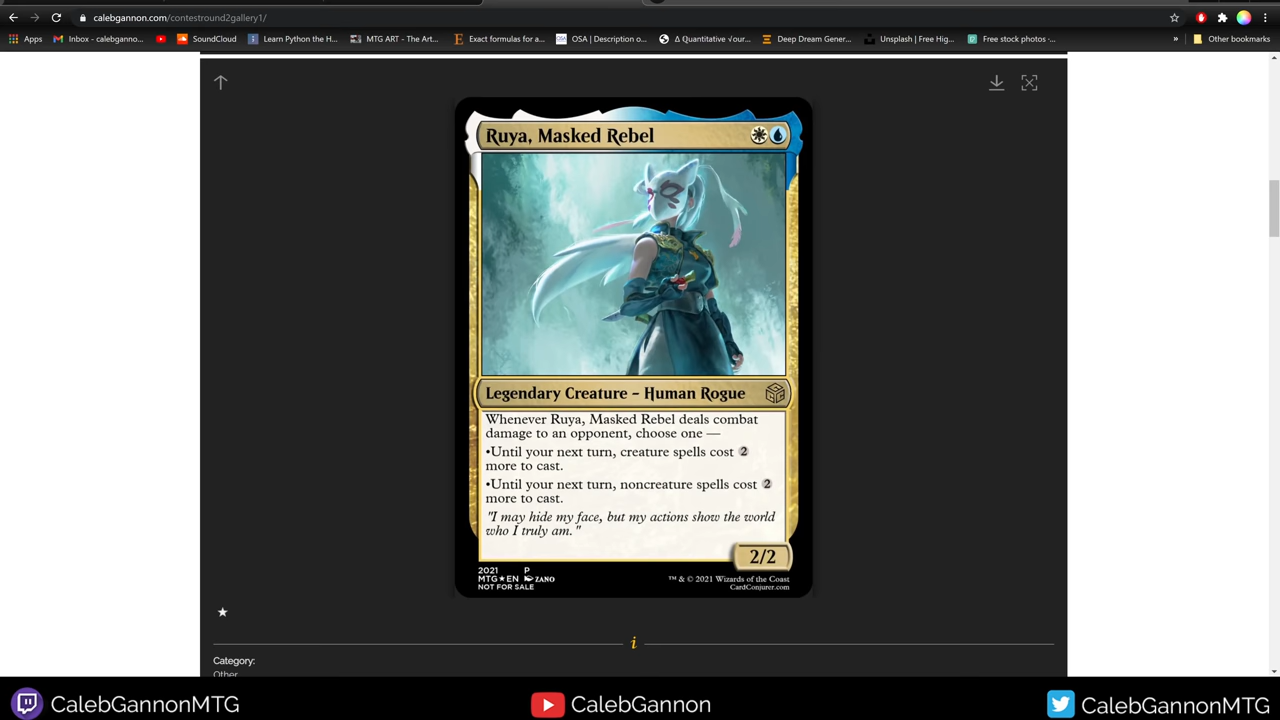 calebgannon.com/contestround2gallery1/
Apps
Inbox - calebganno...
SoundCloud
Learn Python the H...
MTG ART - The Art...
Exact formulas for a...
OSA | Description o...
Δ Quantitative √our...
Deep Dream Gener...
Unsplash | Free Hig...
Free stock photos ·...
»
Other bookmarks
Ruya, Masked Rebel
Legendary Creature – Human Rogue
Whenever Ruya, Masked Rebel deals combat
damage to an opponent, choose one —
•Until your next turn, creature spells cost 2
more to cast.
•Until your next turn, noncreature spells cost 2
more to cast.
"I may hide my face, but my actions show the world
who I truly am."
2/2
2021 P
MTG★EN ZANO
NOT FOR SALE
™ & © 2021 Wizards of the Coast
CardConjurer.com
i
Category:
Other
CalebGannonMTG
CalebGannon
CalebGannonMTG